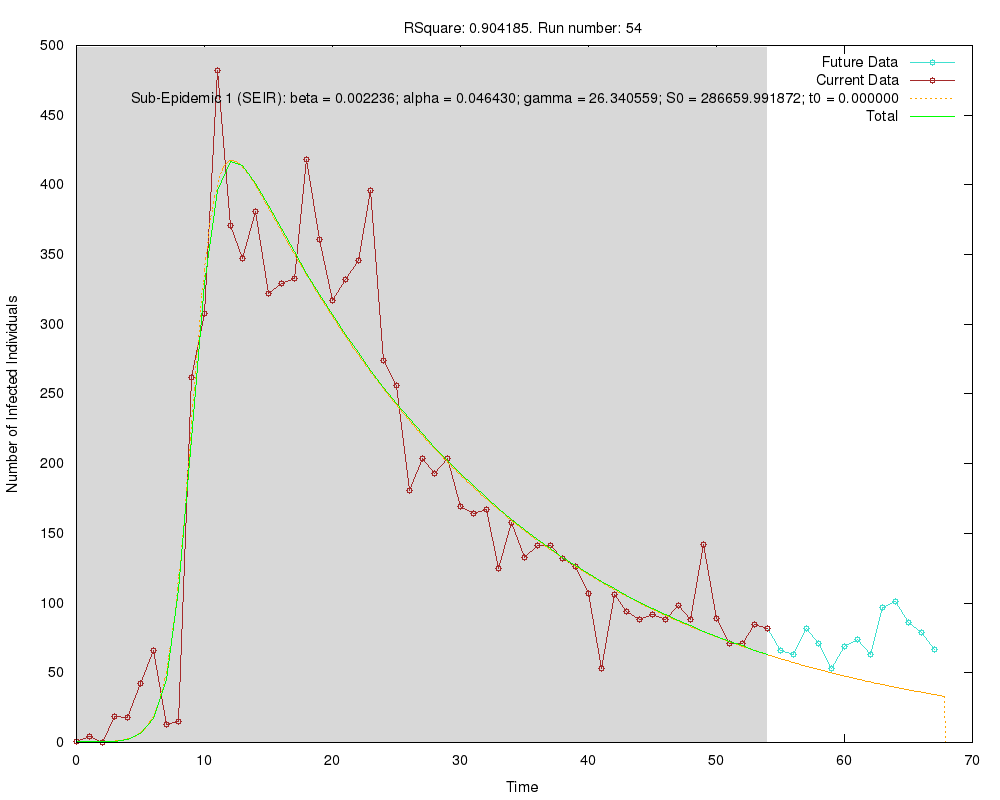 RSquare: 0.904185. Run number: 54
500
450
400
350
300
250
200
150
100
50
0
Number of Infected Individuals
Future Data
Current Data
Sub-Epidemic 1 (SEIR): beta = 0.002236; alpha = 0.046430; gamma = 26.340559; S0 = 286659.991872; t0 = 0.000000
Total
0 10 20 30 40 50 60 70
Time